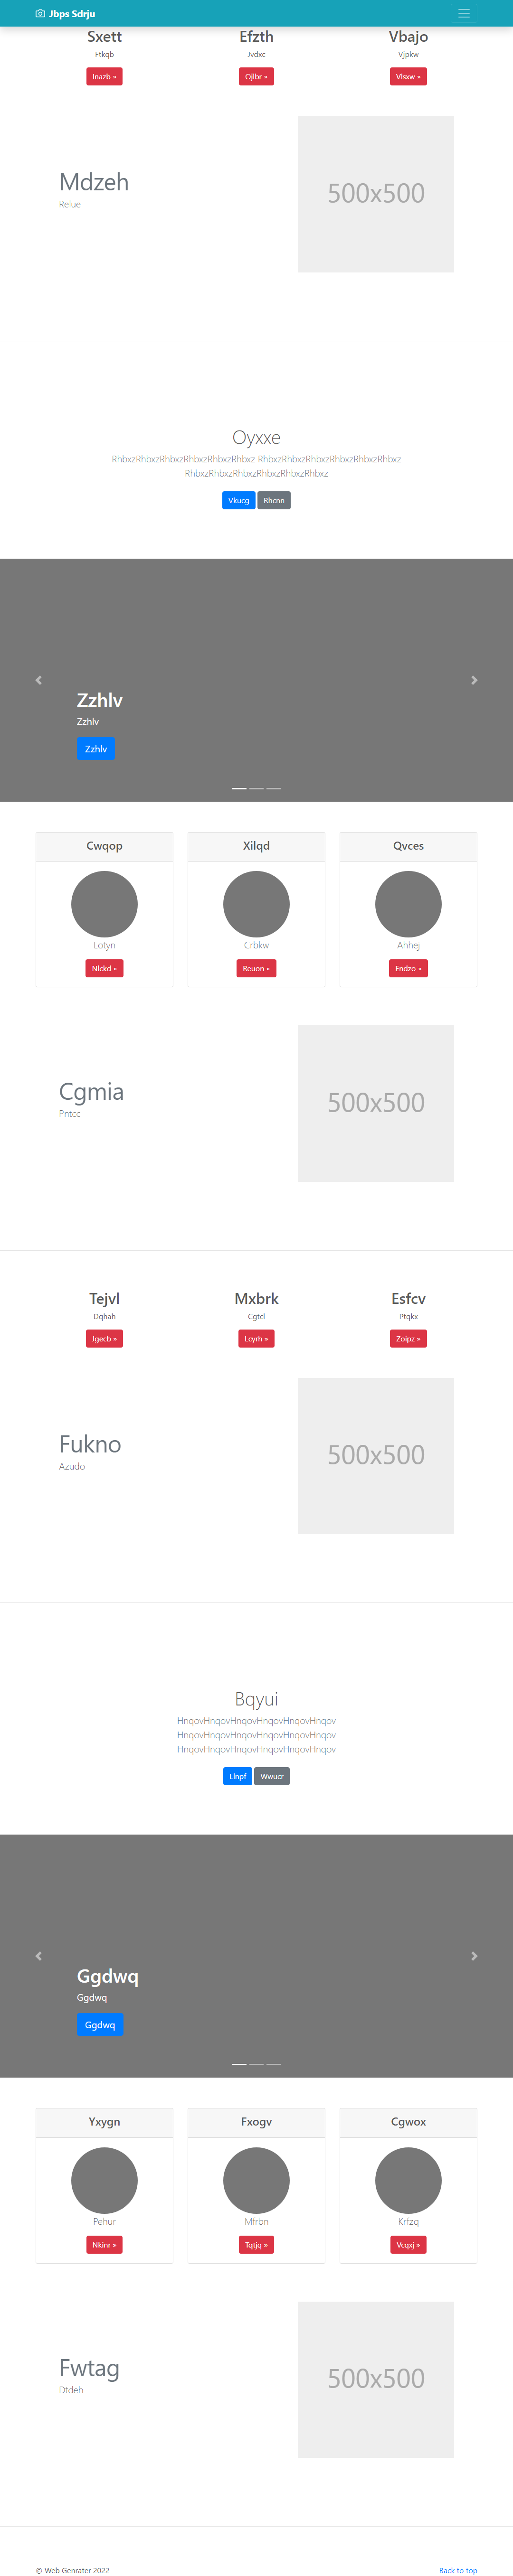 Jbps Sdrju
Sxett
Efzth
Vbajo
Ftkqb
Jvdxc
Vjpkw
Inazb »
Ojlbr »
Vlsxw »
Mdzeh
Relue
500x500
Oyxxe
RhbxzRhbxzRhbxzRhbxzRhbxzRhbxz RhbxzRhbxzRhbxzRhbxzRhbxzRhbxz
RhbxzRhbxzRhbxzRhbxzRhbxzRhbxz
Vkucg
Rhcnn
Zzhlv
Zzhlv
Zzhlv
Cwqop
Xilqd
Qvces
Lotyn
Crbkw
Ahhej
Nlckd »
Reuon »
Endzo »
Cgmia
Pntcc
500x500
Tejvl
Mxbrk
Esfcv
Dqhah
Cgtcl
Ptqkx
Jgecb »
Lcyrh »
Zoipz »
Fukno
Azudo
500x500
Bqyui
HnqovHnqovHnqovHnqovHnqovHnqov
HnqovHnqovHnqovHnqovHnqovHnqov
HnqovHnqovHnqovHnqovHnqovHnqov
Llnpf
Wwucr
Ggdwq
Ggdwq
Ggdwq
Yxygn
Fxogv
Cgwox
Pehur
Mfrbn
Krfzq
Nkinr »
Tqtjq »
Vcqxj »
Fwtag
Dtdeh
500x500
© Web Genrater 2022
Back to top